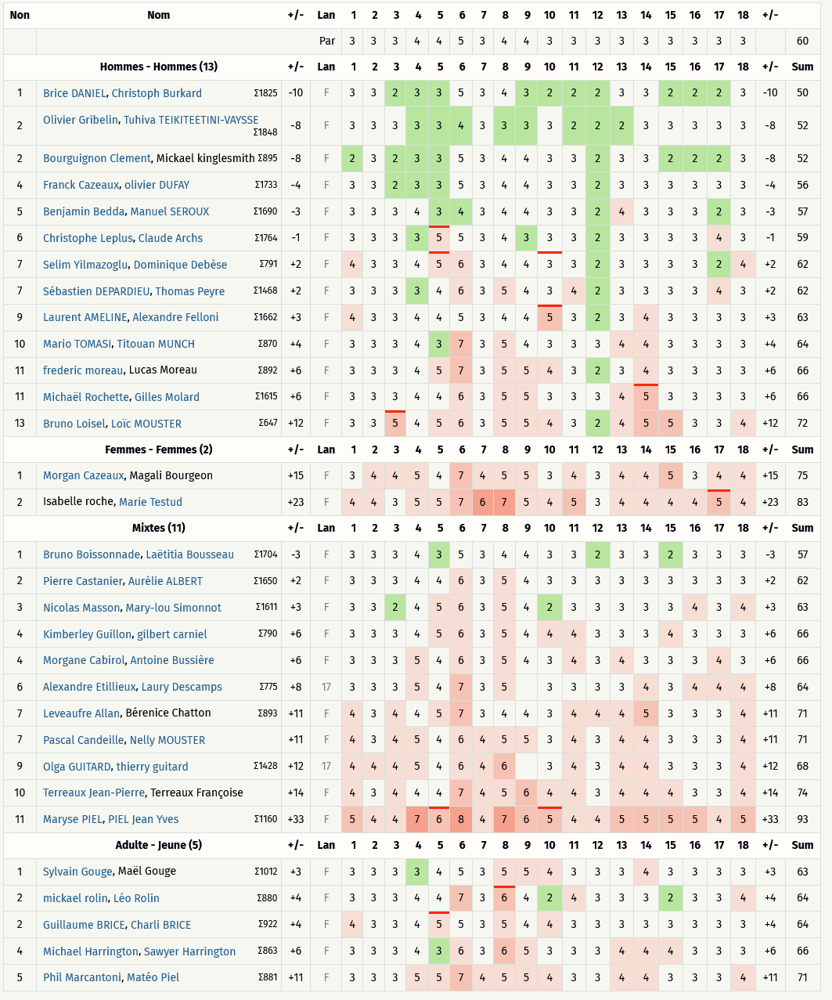 Non Nom +/- Lan 1 2 3 4 5 6 7 8 9 10 11 12 13 14 15 16 17 18 +/-
Par 3 3 3 4 4 5 3 4 4 3 3 3 3 3 3 3 3 3 60
Hommes - Hommes (13) +/- Lan 1 2 3 4 5 6 7 8 9 10 11 12 13 14 15 16 17 18 +/- Sum
1 Brice DANIEL, Christoph Burkard Σ1825 -10 F 3 3 2 3 3 5 3 4 3 2 2 2 3 3 2 2 2 3 -10 50
2 Olivier Gribelin, Tuhiva TEIKITEETINI-VAYSSE Σ1848 -8 F 3 3 3 3 3 4 3 3 3 3 2 2 2 3 3 3 3 3 -8 52
2 Bourguignon Clement, Mickael kinglesmith Σ895 -8 F 2 3 2 3 3 5 3 4 4 3 3 2 3 3 2 2 2 3 -8 52
4 Franck Cazeaux, olivier DUFAY Σ1733 -4 F 3 3 2 3 3 5 3 4 4 3 3 2 3 3 3 3 3 3 -4 56
5 Benjamin Bedda, Manuel SEROUX Σ1690 -3 F 3 3 3 4 3 4 3 4 4 3 3 2 4 3 3 3 2 3 -3 57
6 Christophe Leplus, Claude Archs Σ1764 -1 F 3 3 3 3 5 5 3 4 3 3 3 2 3 3 3 3 4 3 -1 59
7 Selim Yilmazoglu, Dominique Debèse Σ791 +2 F 4 3 3 4 5 6 3 4 4 3 3 2 3 3 3 3 2 4 +2 62
7 Sébastien DEPARDIEU, Thomas Peyre Σ1468 +2 F 3 3 3 3 4 6 3 5 4 3 4 2 3 3 3 3 4 3 +2 62
9 Laurent AMELINE, Alexandre Felloni Σ1662 +3 F 4 3 3 4 4 5 3 4 4 5 3 2 3 4 3 3 3 3 +3 63
10 Mario TOMASI, Titouan MUNCH Σ870 +4 F 3 3 3 4 3 7 3 5 4 3 3 3 4 4 3 3 3 3 +4 64
11 frederic moreau, Lucas Moreau Σ892 +6 F 3 3 3 4 5 7 3 5 5 4 3 2 3 4 3 3 3 3 +6 66
11 Michaël Rochette, Gilles Molard Σ1615 +6 F 3 3 3 4 4 6 3 5 5 3 3 3 4 5 3 3 3 3 +6 66
13 Bruno Loisel, Loïc MOUSTER Σ647 +12 F 3 3 5 4 5 6 3 5 5 4 3 2 4 5 5 3 3 4 +12 72
Femmes - Femmes (2) +/- Lan 1 2 3 4 5 6 7 8 9 10 11 12 13 14 15 16 17 18 +/- Sum
1 Morgan Cazeaux, Magali Bourgeon +15 F 3 4 4 5 4 7 4 5 5 3 4 3 4 4 5 3 4 4 +15 75
2 Isabelle roche, Marie Testud +23 F 4 4 3 5 5 7 6 7 5 4 5 3 4 4 4 4 5 4 +23 83
Mixtes (11) +/- Lan 1 2 3 4 5 6 7 8 9 10 11 12 13 14 15 16 17 18 +/- Sum
1 Bruno Boissonnade, Laëtitia Bousseau Σ1704 -3 F 3 3 3 4 3 5 3 4 4 3 3 2 3 3 2 3 3 3 -3 57
2 Pierre Castanier, Aurélie ALBERT Σ1650 +2 F 3 3 3 4 4 6 3 5 4 3 3 3 3 3 3 3 3 3 +2 62
3 Nicolas Masson, Mary-lou Simonnot Σ1611 +3 F 3 3 2 4 5 6 3 5 4 2 3 3 3 3 3 4 3 4 +3 63
4 Kimberley Guillon, gilbert carniel Σ790 +6 F 3 3 3 4 5 6 3 5 4 4 4 3 3 3 4 3 3 3 +6 66
4 Morgane Cabirol, Antoine Bussière +6 F 3 3 3 5 4 6 3 5 4 3 4 3 4 3 3 3 4 3 +6 66
6 Alexandre Etillieux, Laury Descamps Σ775 +8 17 3 3 3 5 4 7 3 5 3 3 3 3 4 3 4 4 4 +8 64
7 Leveaufre Allan, Bérenice Chatton Σ893 +11 F 4 3 4 4 5 7 3 4 4 3 4 4 4 5 3 3 3 4 +11 71
7 Pascal Candeille, Nelly MOUSTER +11 F 4 3 4 5 4 6 4 5 5 3 4 3 4 4 3 3 3 4 +11 71
9 Olga GUITARD, thierry guitard Σ1428 +12 17 4 4 4 5 4 6 4 6 3 4 3 4 4 3 3 3 4 +12 68
10 Terreaux Jean-Pierre, Terreaux Françoise +14 F 4 3 4 4 4 7 4 5 6 4 4 3 4 4 4 3 3 4 +14 74
11 Maryse PIEL, PIEL Jean Yves Σ1160 +33 F 5 4 4 7 6 8 4 7 6 5 4 4 5 5 5 5 4 5 +33 93
Adulte - Jeune (5) +/- Lan 1 2 3 4 5 6 7 8 9 10 11 12 13 14 15 16 17 18 +/- Sum
1 Sylvain Gouge, Maël Gouge Σ1012 +3 F 3 3 3 3 4 5 3 5 5 4 3 3 3 4 3 3 3 3 +3 63
2 mickael rolin, Léo Rolin Σ880 +4 F 3 3 3 4 4 7 3 6 4 2 4 3 3 3 2 3 3 4 +4 64
2 Guillaume BRICE, Charli BRICE Σ922 +4 F 4 3 3 4 5 5 3 5 4 4 3 3 3 3 3 3 3 3 +4 64
4 Michael Harrington, Sawyer Harrington Σ863 +6 F 3 3 3 4 3 6 3 6 5 3 3 3 4 4 4 3 3 3 +6 66
5 Phil Marcantoni, Matéo Piel Σ881 +11 F 3 3 3 5 5 7 4 5 5 4 3 3 4 4 3 3 3 4 +11 71